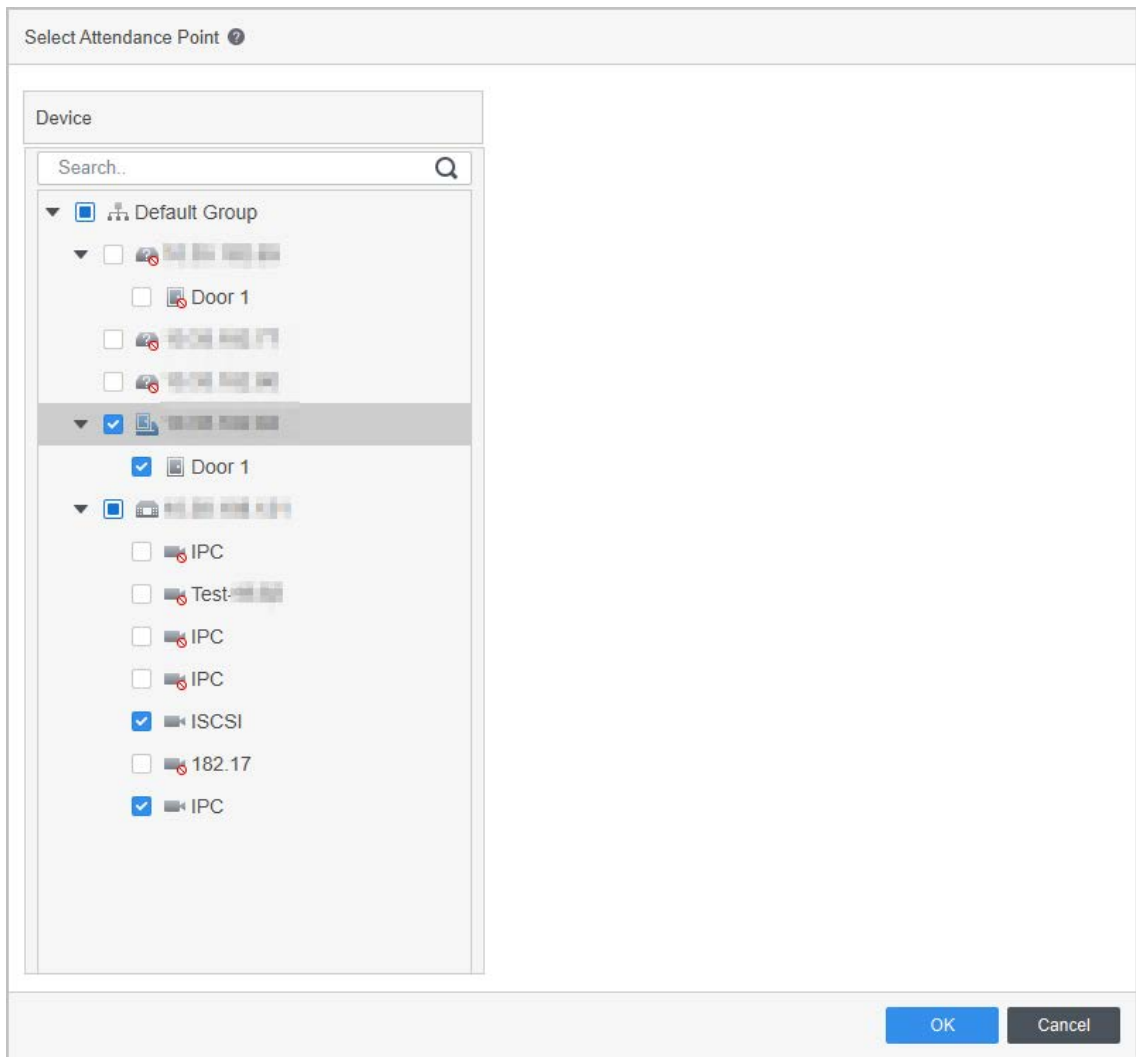 Select Attendance Point ?
Device
Search..
Default Group
Door 1
Door 1
IPC
Test-
IPC
IPC
ISCSI
182.17
IPC
OK Cancel